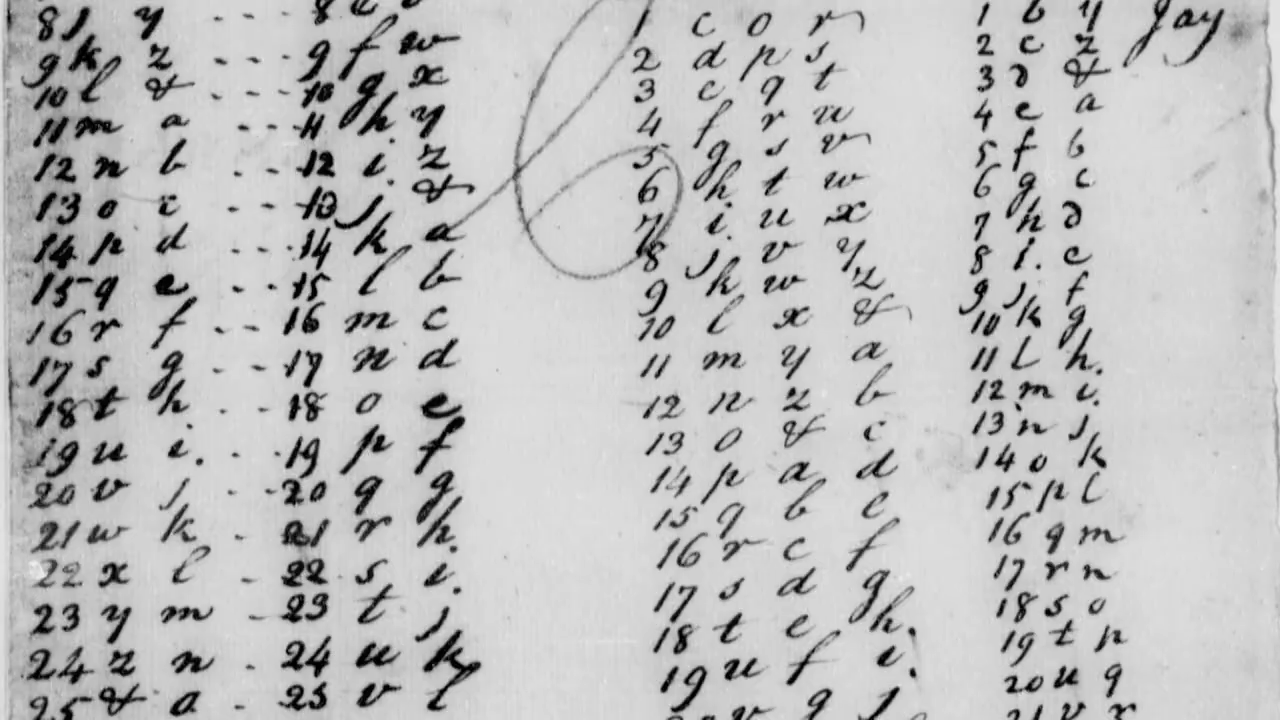 8 j y - - - 8
9 k z - - - 9 f w
10 l & - - - 10 g x
11 m a - - - 11 h y
12 n b - - - 12 i z
13 o c - - - 13 j &
14 p d - - - 14 k a
15 q e - - - 15 l b
16 r f - - 16 m c
17 s g - - 17 n d
18 t h - - 18 o e
19 u i. - - 19 p f
20 v j - - 20 q g
21 w k - 21 r h.
22 x l - 22 s i.
23 y m - 23 t j
24 z n - 24 u k
25 & o - 25 v l
1 c o r
2 d p s
3 e q t
4 f r u
5 g s v
6 h t w
7 i u x
8 j v y
9 k w z
10 l x &
11 m y a
12 n z b
13 o & c
14 p a d
15 q b e
16 r c f
17 s d g
18 t e h.
19 u f i.
20 v g j
1 b y Jay
2 c z
3 d &
4 e a
5 f b
6 g c
7 h d
8 i. e
9 j f
10 k g
11 l h.
12 m i.
13 n j
14 o k
15 p l
16 q m
17 r n
18 s o
19 t p
20 u q
21 v r